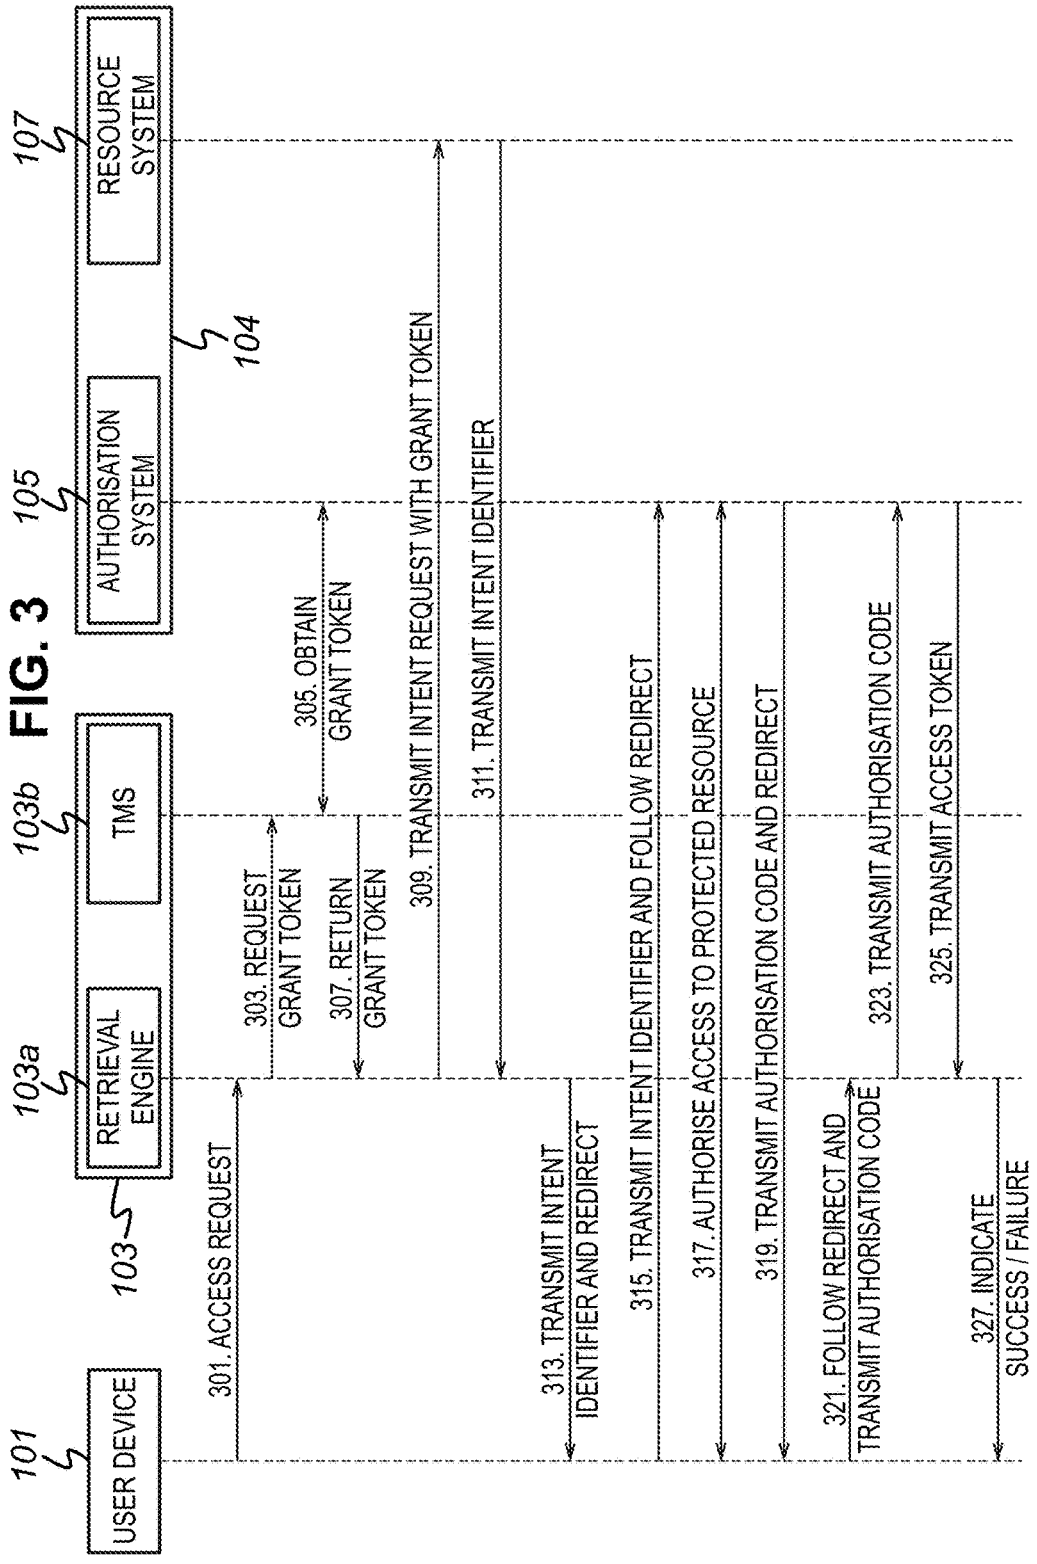 FIG. 3
101
103a
103b
105
107
USER DEVICE
RETRIEVAL
ENGINE
TMS
AUTHORISATION
SYSTEM
RESOURCE
SYSTEM
103
104
301. ACCESS REQUEST
303. REQUEST
GRANT TOKEN
305. OBTAIN
GRANT TOKEN
307. RETURN
GRANT TOKEN
309. TRANSMIT INTENT REQUEST WITH GRANT TOKEN
311. TRANSMIT INTENT IDENTIFIER
313. TRANSMIT INTENT
IDENTIFIER AND REDIRECT
315. TRANSMIT INTENT IDENTIFIER AND FOLLOW REDIRECT
317. AUTHORISE ACCESS TO PROTECTED RESOURCE
319. TRANSMIT AUTHORISATION CODE AND REDIRECT
321. FOLLOW REDIRECT AND
TRANSMIT AUTHORISATION CODE
323. TRANSMIT AUTHORISATION CODE
325. TRANSMIT ACCESS TOKEN
327. INDICATE
SUCCESS / FAILURE